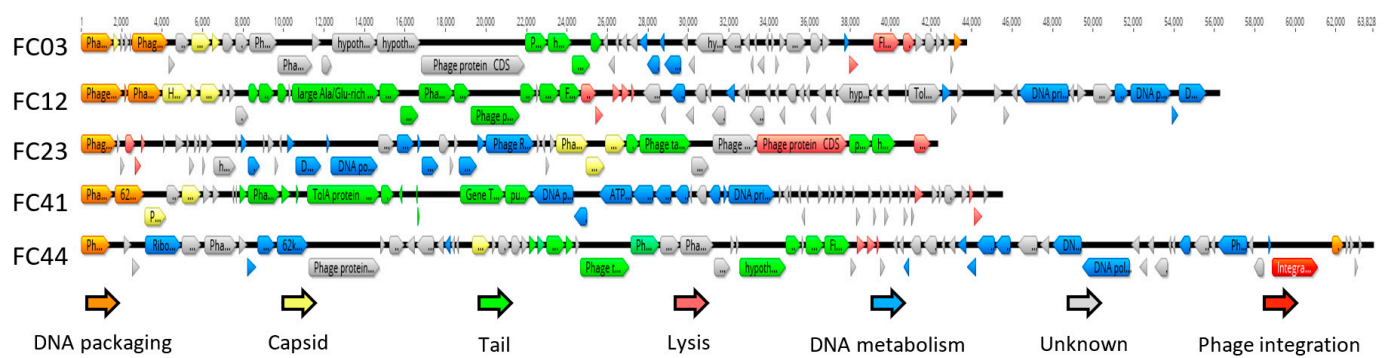 1 2,000 4,000 6,000 8,000 10,000 12,000 14,000 16,000 18,000 20,000 22,000 24,000 26,000 28,000 30,000 32,000 34,000 36,000 38,000 40,000 42,000 44,000 46,000 48,000 50,000 52,000 54,000 56,000 58,000 60,000 62,000 63,828
FC03 Pha... Phag... ... Ph... hypoth... hypoth... P... h... hy... Fl...
Pha... Phage protein CDS ...
FC12 Phage... Pha... H... ... large Ala/Glu-rich ... ... Pha... ... F... hyp... Tol... DNA pri... ... DNA p... D...
... Phage p...
FC23 Phag... ... Phage R... Pha... ... Phage ta... Phage ... Phage protein CDS p... h... ...
h... D... DNA po... ... ... ...
FC41 Pha... 62... ... Pha... TolA protein ... Gene T... pu... DNA p... ATP... DNA pri...
P...
FC44 Ph... Ribo... Pha... 62k... ... Ph... ... Pha... Fl... DN... Ph...
Phage protein... Phage t... ... hypoth... DNA pol... Integra...
DNA packaging Capsid Tail Lysis DNA metabolism Unknown Phage integration